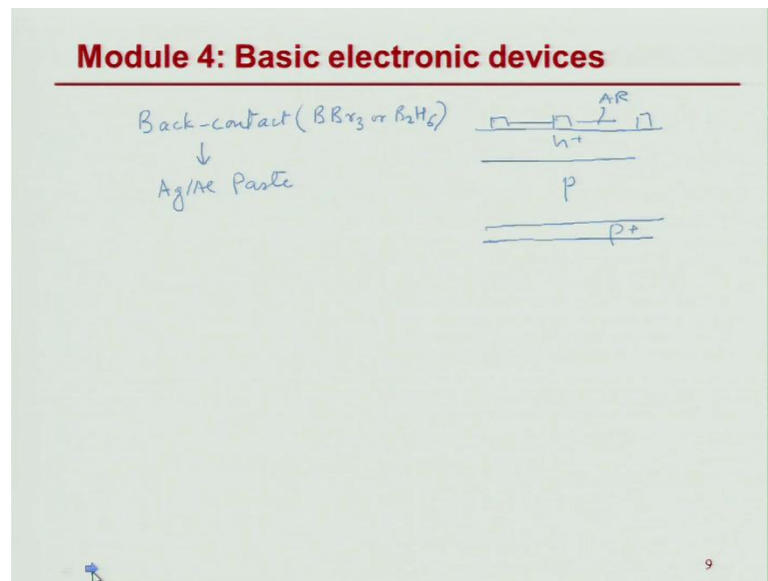 Module 4: Basic electronic devices
Back-contact (BBr3 or B2H6)
↓
Ag/Al Paste
AR
n+
p
p+
9